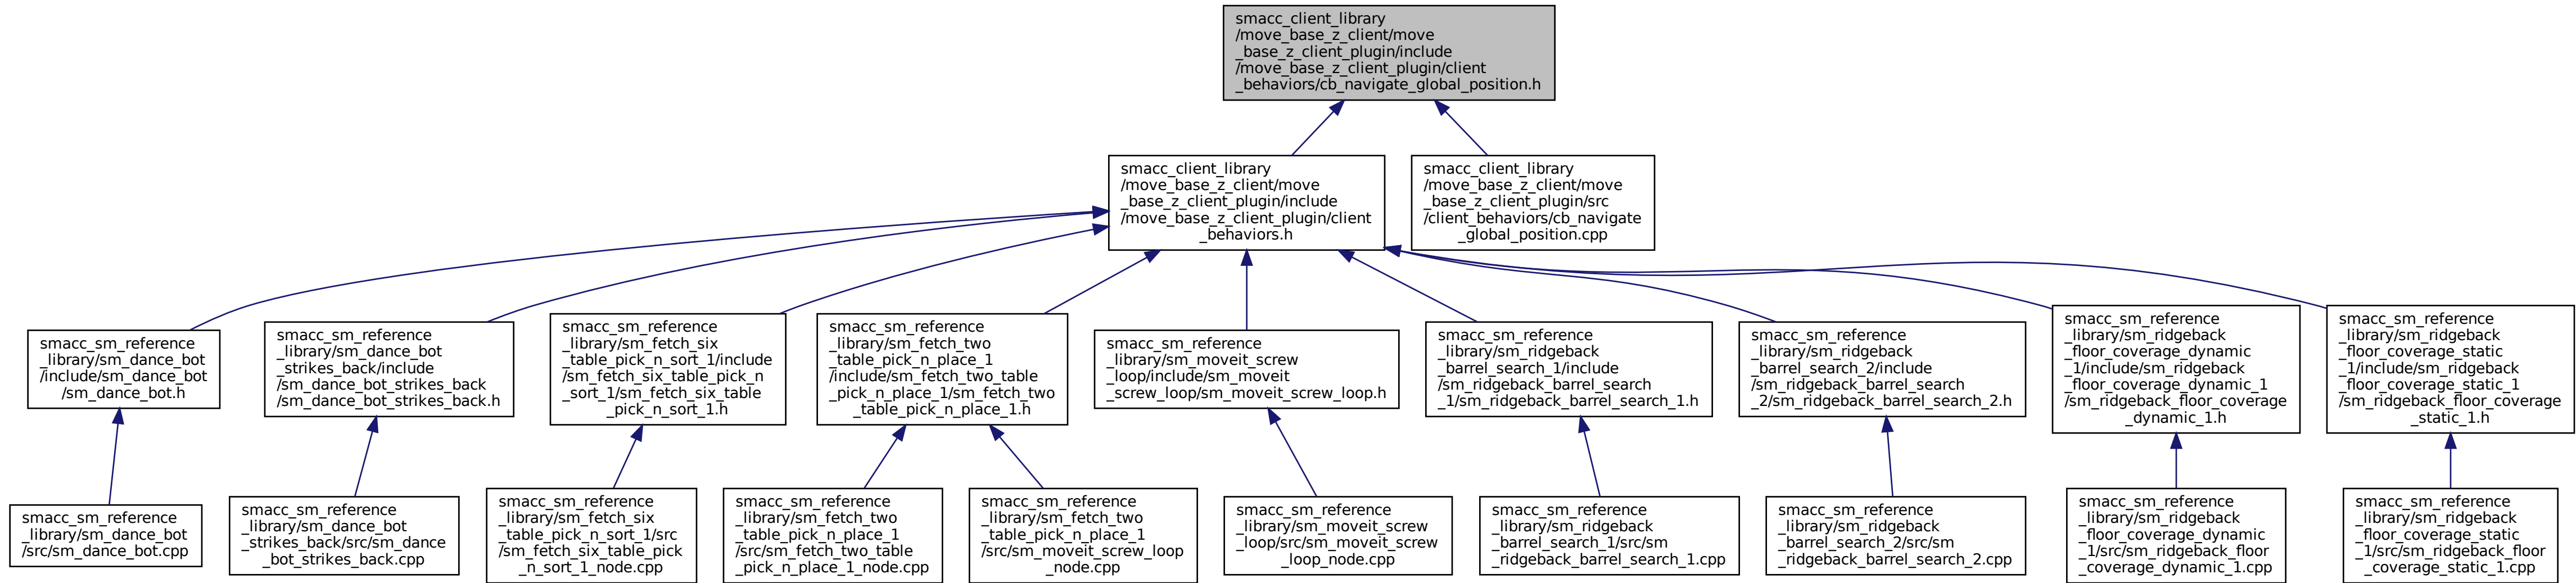 smacc_client_library
/move_base_z_client/move
_base_z_client_plugin/include
/move_base_z_client_plugin/client
_behaviors/cb_navigate_global_position.h
smacc_client_library
/move_base_z_client/move
_base_z_client_plugin/include
/move_base_z_client_plugin/client
_behaviors.h
smacc_client_library
/move_base_z_client/move
_base_z_client_plugin/src
/client_behaviors/cb_navigate
_global_position.cpp
smacc_sm_reference
_library/sm_dance_bot
/include/sm_dance_bot
/sm_dance_bot.h
smacc_sm_reference
_library/sm_dance_bot
_strikes_back/include
/sm_dance_bot_strikes_back
/sm_dance_bot_strikes_back.h
smacc_sm_reference
_library/sm_fetch_six
_table_pick_n_sort_1/include
/sm_fetch_six_table_pick_n
_sort_1/sm_fetch_six_table
_pick_n_sort_1.h
smacc_sm_reference
_library/sm_fetch_two
_table_pick_n_place_1
/include/sm_fetch_two_table
_pick_n_place_1/sm_fetch_two
_table_pick_n_place_1.h
smacc_sm_reference
_library/sm_moveit_screw
_loop/include/sm_moveit
_screw_loop/sm_moveit_screw_loop.h
smacc_sm_reference
_library/sm_ridgeback
_barrel_search_1/include
/sm_ridgeback_barrel_search
_1/sm_ridgeback_barrel_search_1.h
smacc_sm_reference
_library/sm_ridgeback
_barrel_search_2/include
/sm_ridgeback_barrel_search
_2/sm_ridgeback_barrel_search_2.h
smacc_sm_reference
_library/sm_ridgeback
_floor_coverage_dynamic
_1/include/sm_ridgeback
_floor_coverage_dynamic_1
/sm_ridgeback_floor_coverage
_dynamic_1.h
smacc_sm_reference
_library/sm_ridgeback
_floor_coverage_static
_1/include/sm_ridgeback
_floor_coverage_static_1
/sm_ridgeback_floor_coverage
_static_1.h
smacc_sm_reference
_library/sm_dance_bot
/src/sm_dance_bot.cpp
smacc_sm_reference
_library/sm_dance_bot
_strikes_back/src/sm_dance
_bot_strikes_back.cpp
smacc_sm_reference
_library/sm_fetch_six
_table_pick_n_sort_1/src
/sm_fetch_six_table_pick
_n_sort_1_node.cpp
smacc_sm_reference
_library/sm_fetch_two
_table_pick_n_place_1
/src/sm_fetch_two_table
_pick_n_place_1_node.cpp
smacc_sm_reference
_library/sm_fetch_two
_table_pick_n_place_1
/src/sm_moveit_screw_loop
_node.cpp
smacc_sm_reference
_library/sm_moveit_screw
_loop/src/sm_moveit_screw
_loop_node.cpp
smacc_sm_reference
_library/sm_ridgeback
_barrel_search_1/src/sm
_ridgeback_barrel_search_1.cpp
smacc_sm_reference
_library/sm_ridgeback
_barrel_search_2/src/sm
_ridgeback_barrel_search_2.cpp
smacc_sm_reference
_library/sm_ridgeback
_floor_coverage_dynamic
_1/src/sm_ridgeback_floor
_coverage_dynamic_1.cpp
smacc_sm_reference
_library/sm_ridgeback
_floor_coverage_static
_1/src/sm_ridgeback_floor
_coverage_static_1.cpp